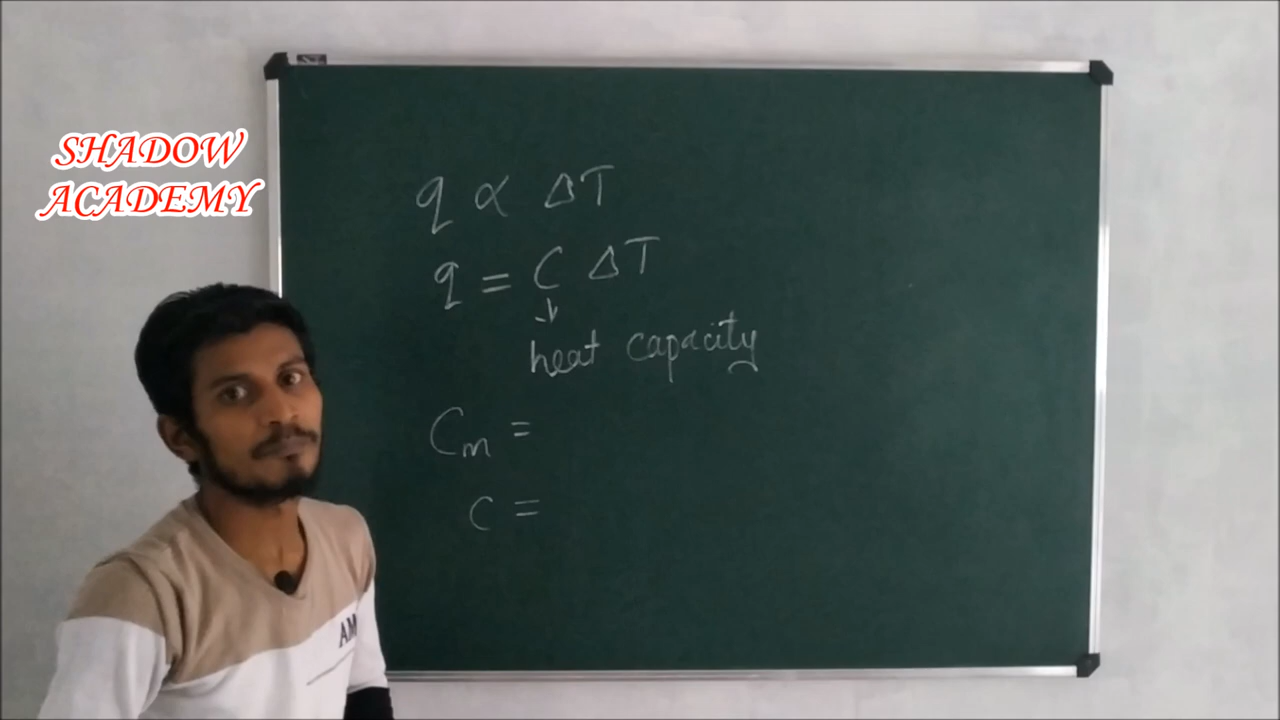 SHADOW
ACADEMY
q ∝ ΔT
q = C ΔT
heat capacity
Cm =
c =
AM